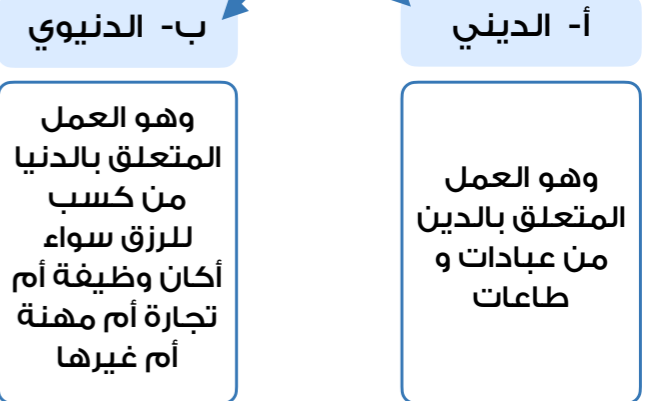 أ- الديني
وهو العمل
المتعلق بالدين
من عبادات و
طاعات
ب- الدنيوي
وهو العمل
المتعلق بالدنيا
من كسب
للرزق سواء
أكان وظيفة أم
تجارة أم مهنة
أم غيرها